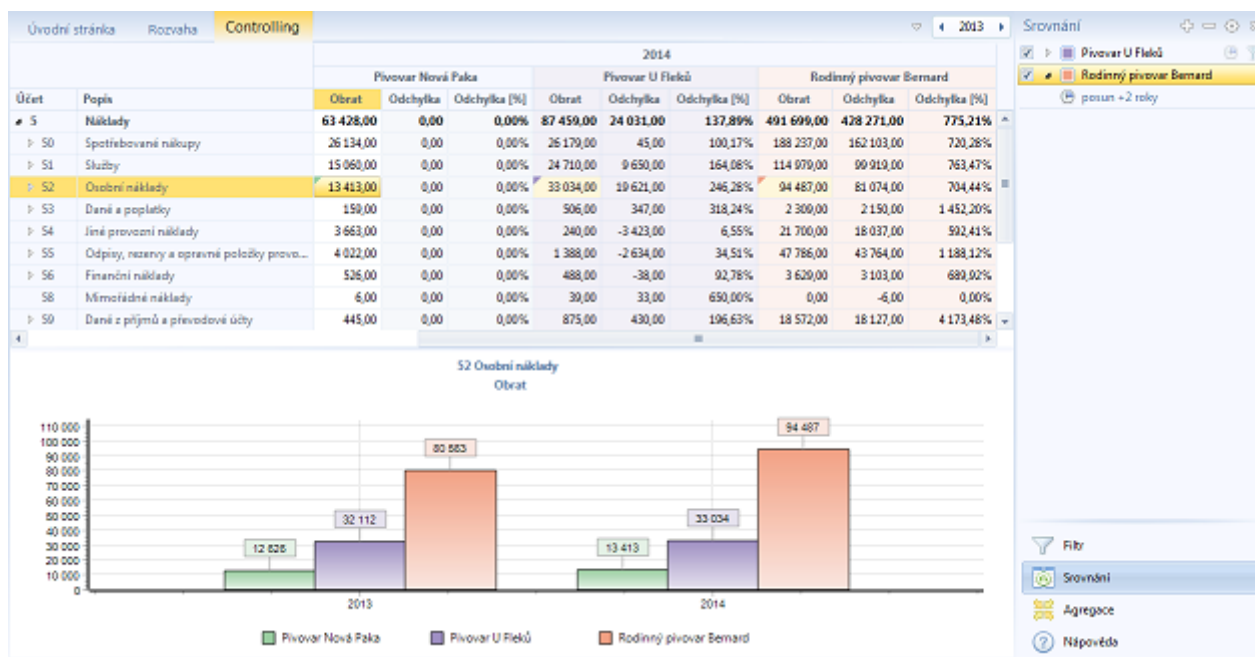 Úvodní stránka Rozvaha Controlling 2013 Srovnání
2014
Pivovar U Fleků
Pivovar Nová Paka Pivovar U Fleků Rodinný pivovar Bernard
Rodinný pivovar Bernard
Účet Popis Obrat Odchylka Odchylka [%] Obrat Odchylka Odchylka [%] Obrat Odchylka Odchylka [%]
posun +2 roky
5 Náklady 63 428,00 0,00 0,00% 87 459,00 24 031,00 137,89% 491 699,00 428 271,00 775,21%
50 Spotřebované nákupy 26 134,00 0,00 0,00% 26 179,00 45,00 100,17% 188 237,00 162 103,00 720,28%
51 Služby 15 060,00 0,00 0,00% 24 710,00 9 650,00 164,08% 114 979,00 99 919,00 763,47%
52 Osobní náklady 13 413,00 0,00 0,00% 33 034,00 19 621,00 246,28% 94 487,00 81 074,00 704,44%
53 Daně a poplatky 159,00 0,00 0,00% 506,00 347,00 318,24% 2 309,00 2 150,00 1 452,20%
54 Jiné provozní náklady 3 663,00 0,00 0,00% 240,00 -3 423,00 6,55% 21 700,00 18 037,00 592,41%
55 Odpisy, rezervy a opravné položky provo... 4 022,00 0,00 0,00% 1 388,00 -2 634,00 34,51% 47 786,00 43 764,00 1 188,12%
56 Finanční náklady 526,00 0,00 0,00% 488,00 -38,00 92,78% 3 629,00 3 103,00 689,92%
58 Mimořádné náklady 6,00 0,00 0,00% 39,00 33,00 650,00% 0,00 -6,00 0,00%
59 Daně z příjmů a převodové účty 445,00 0,00 0,00% 875,00 430,00 196,63% 18 572,00 18 127,00 4 173,48%
52 Osobní náklady
Obrat
110 000
100 000
90 000
80 000
70 000
60 000
50 000
40 000
30 000
20 000
10 000
0
32 112
94 487
33 034
13 413
2013 2014
Pivovar Nová Paka Pivovar U Fleků Rodinný pivovar Bernard
Filtr
Srovnání
Agregace
Nápověda